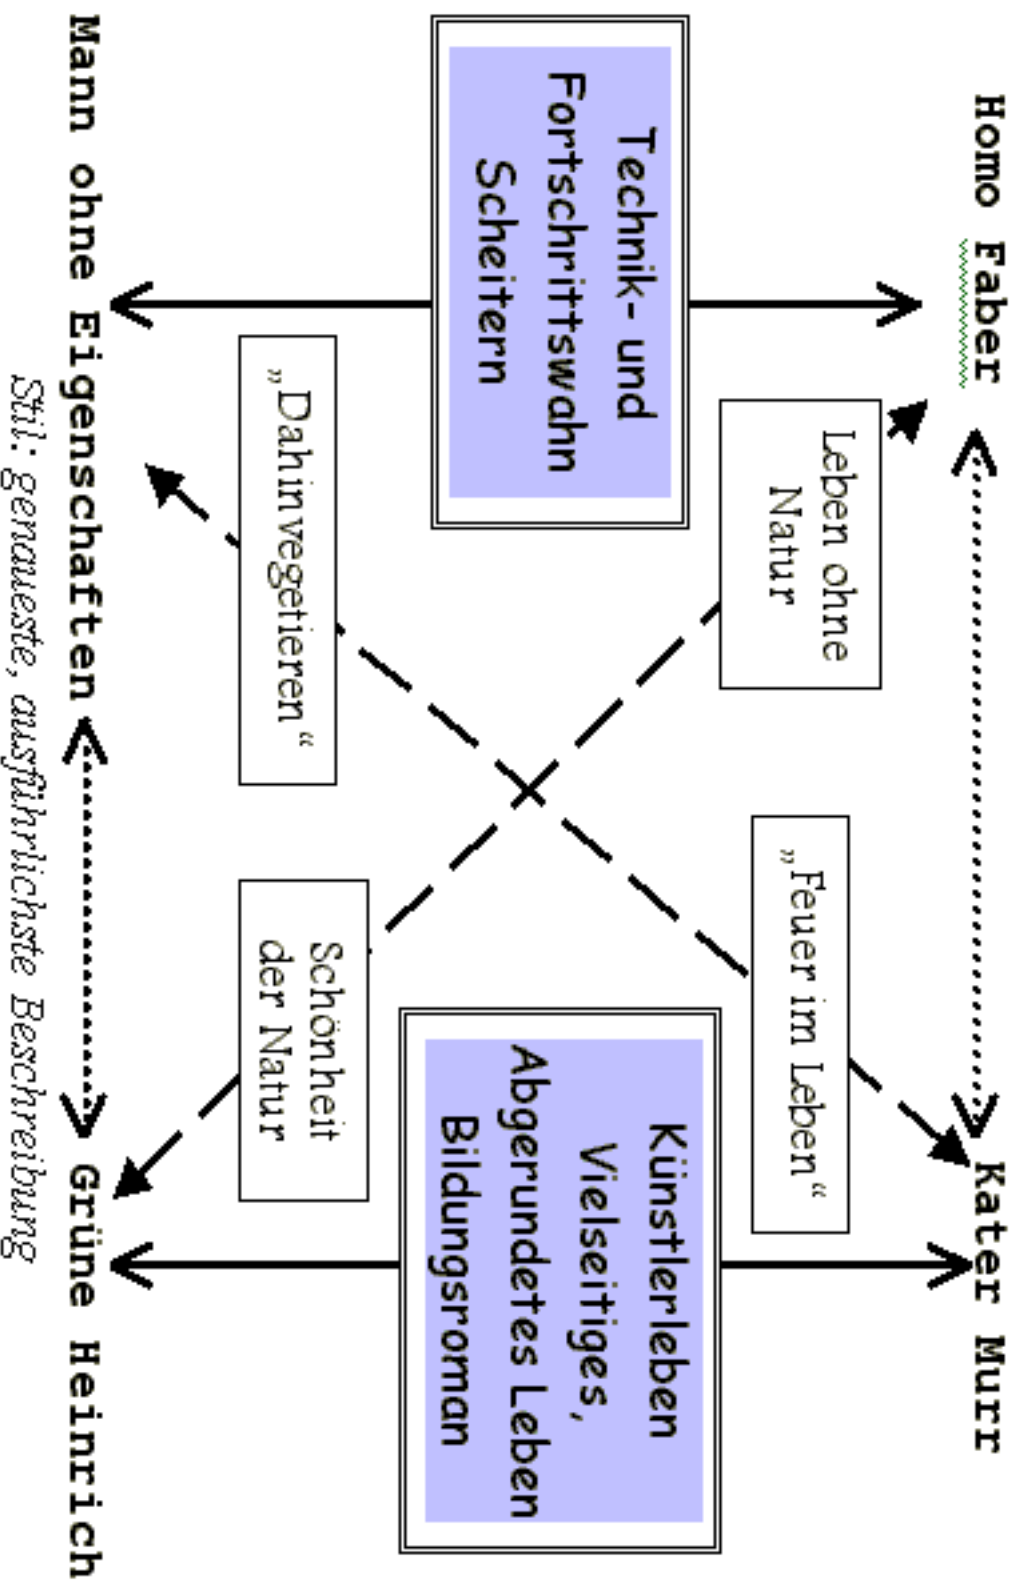 Homo Faber
Kater Murr
Technik- und
Fortschrittswahn
Scheitern
Leben ohne
Natur
„Feuer im Leben“
Künstlerleben
Vielseitiges,
Abgerundetes Leben
Bildungsroman
„Dahinvegetieren“
Schönheit
der Natur
Mann ohne Eigenschaften
Grüne Heinrich
Stil: genaueste, ausführlichste Beschreibung